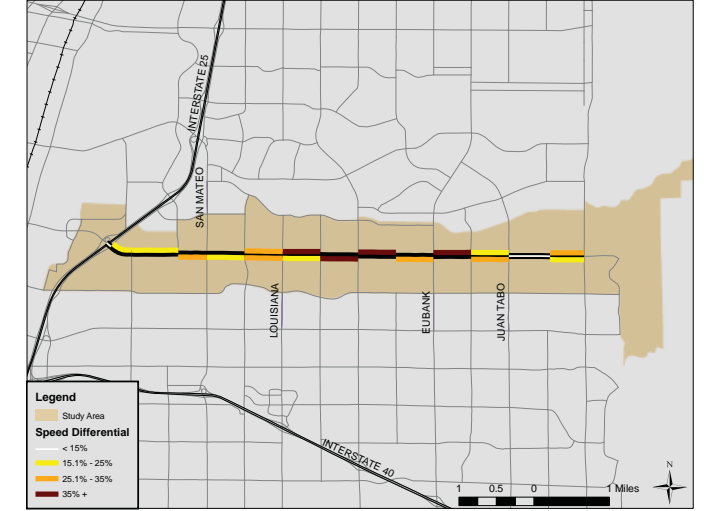 INTERSTATE 25
SAN MATEO
LOUISIANA
EUBANK
JUAN TABO
INTERSTATE 40
Legend
Study Area
Speed Differential
< 15%
15.1% - 25%
25.1% - 35%
35% +
N
1 0.5 0 1 Miles